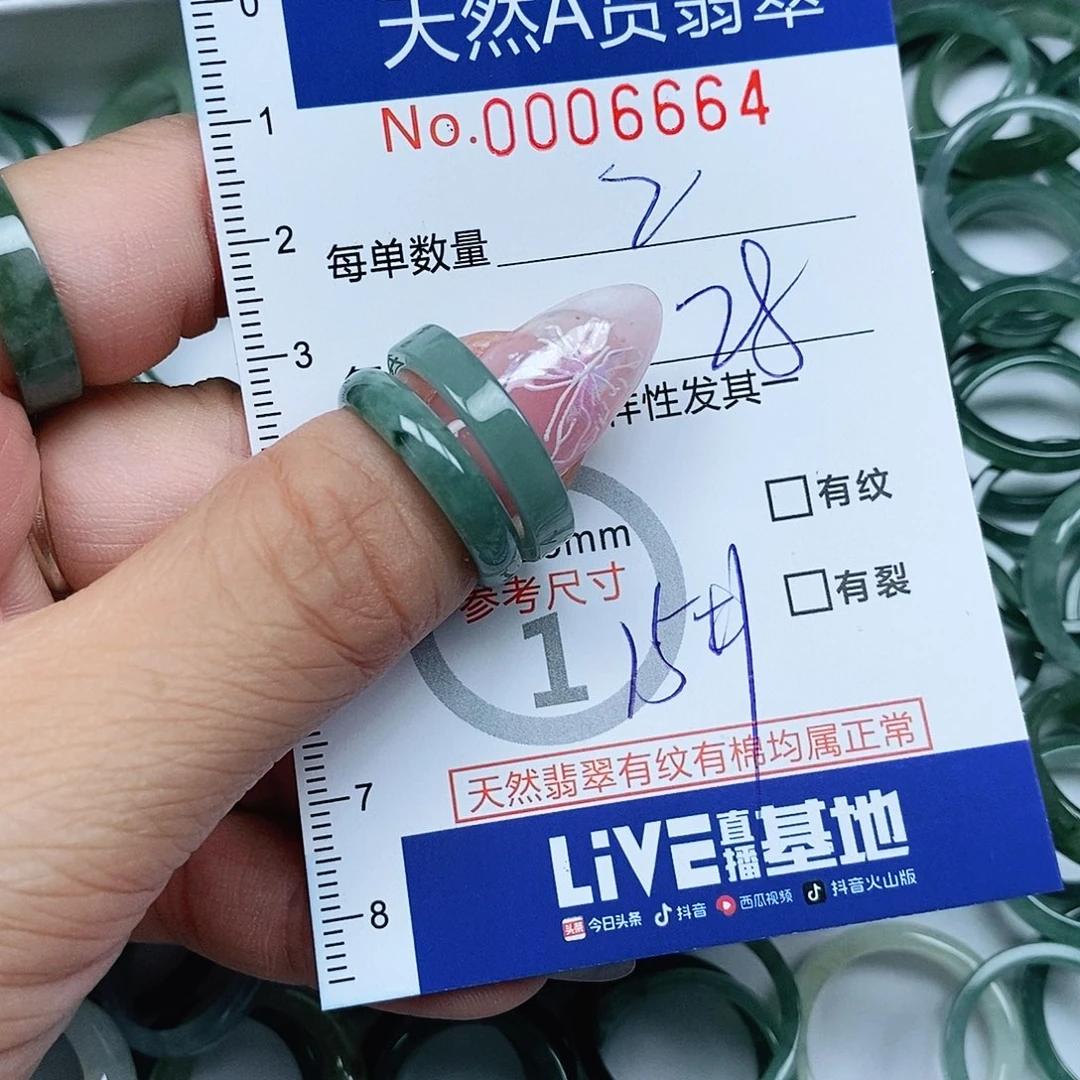 天然A货翡翠
No.0006664
每单数量 2
28
样性发其一
有纹
mm
参考尺寸
有裂
1
15
天然翡翠有纹有棉均属正常
LiVE直播基地
今日头条 抖音 西瓜视频 抖音火山版
0
1
2
3
7
8